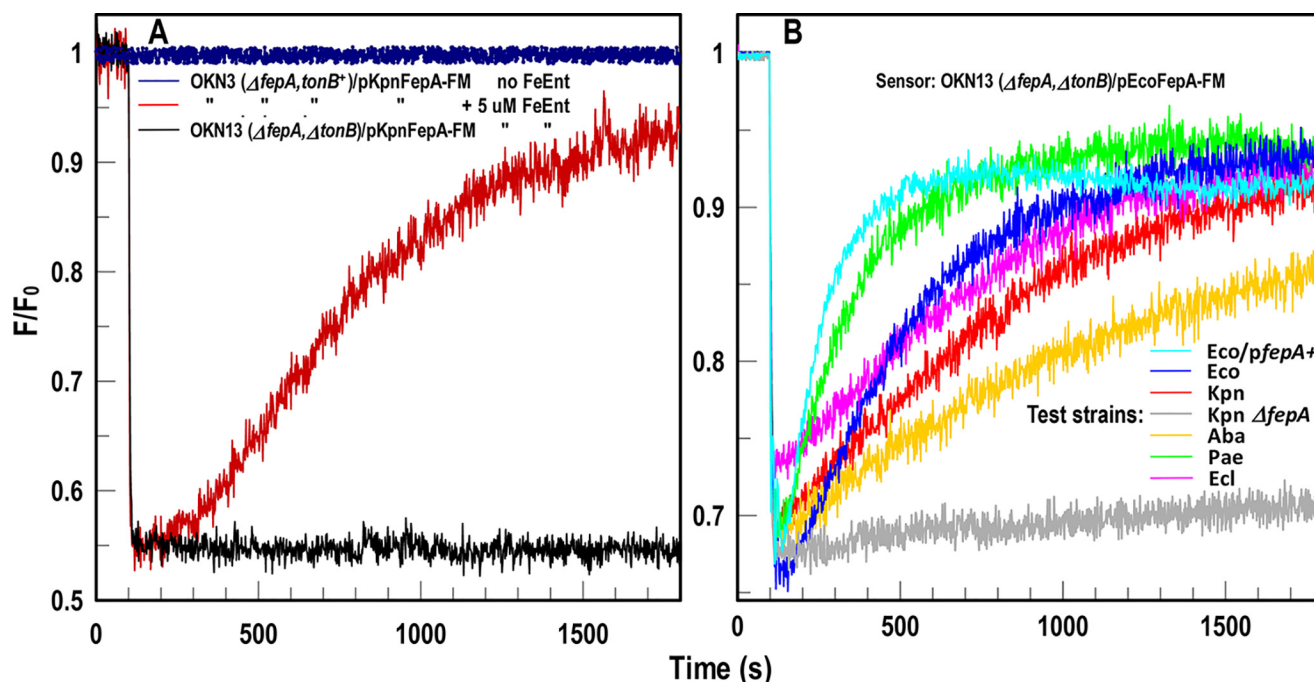 A
OKN3 (ΔfepA,tonB+)/pKpnFepA-FM no FeEnt
" " " " + 5 uM FeEnt
OKN13 (ΔfepA,ΔtonB)/pKpnFepA-FM " "
1
0.9
0.8
0.7
0.6
0.5
F/F0
0 500 1000 1500
B
Sensor: OKN13 (ΔfepA,ΔtonB)/pEcoFepA-FM
1
0.9
0.8
0.7
Test strains:
Eco/pfepA+
Eco
Kpn
Kpn ΔfepA
Aba
Pae
Ecl
0 500 1000 1500
Time (s)